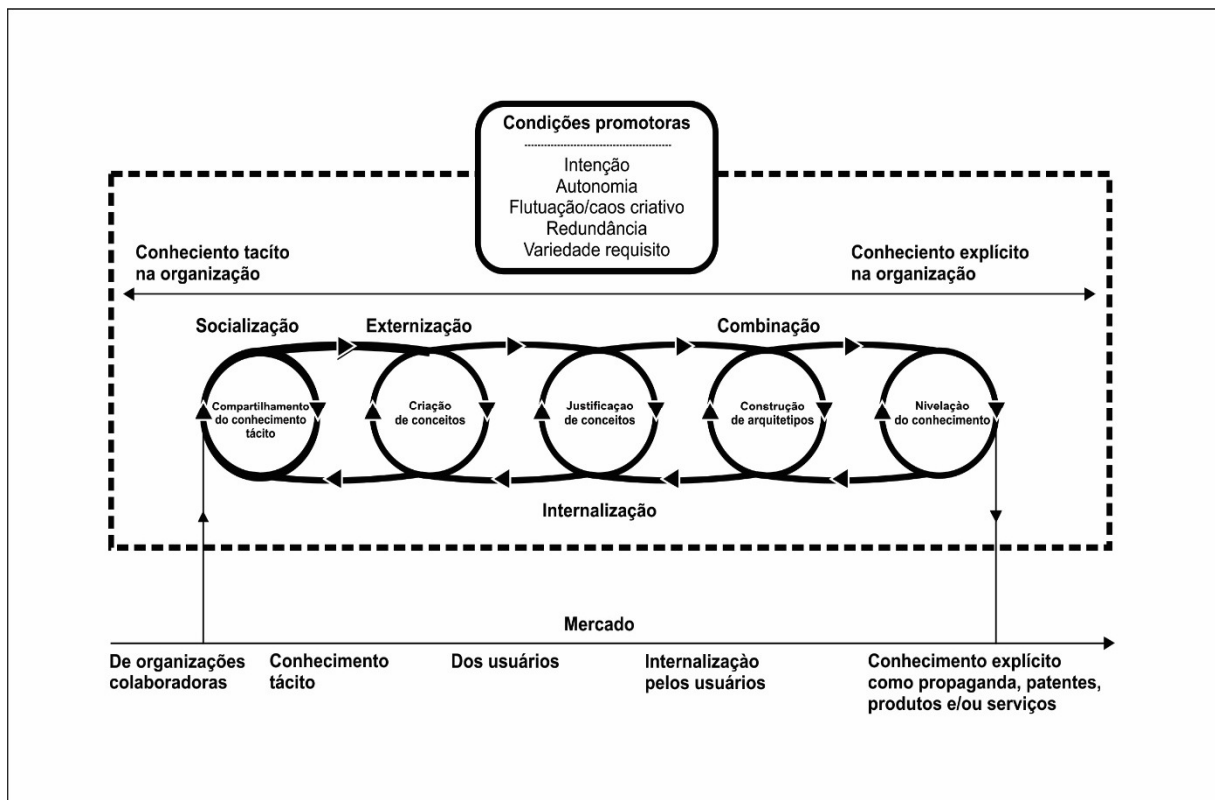 Condições promotoras
Intenção
Autonomia
Flutuação/caos criativo
Redundância
Variedade requisito
Conheciento tacíto
na organização
Conheciento explícito
na organização
Socialização
Externização
Combinação
Compartilhamento
do conhecimento
tácito
Criação
de conceitos
Justificaçao
de conceitos
Construção
de arquitetipos
Nivelaçào
do conhecimento
Internalização
Mercado
De organizações
colaboradoras
Conhecimento
tácito
Dos usuários
Internalizaçào
pelos usuários
Conhecimento explícito
como propaganda, patentes,
produtos e/ou serviços